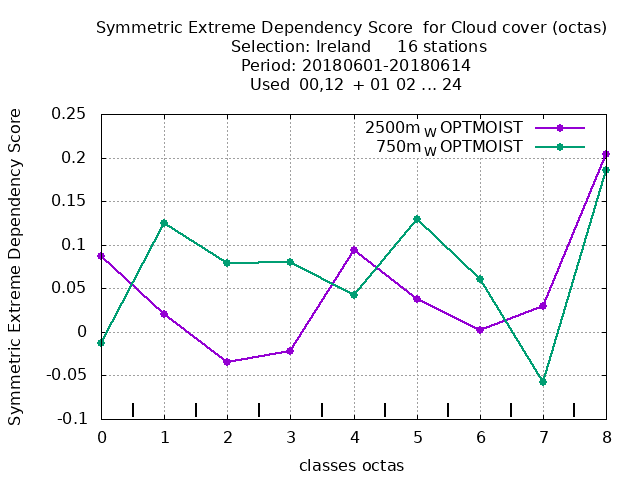 Symmetric Extreme Dependency Score  for Cloud cover (octas)
Selection: Ireland     16 stations
Period: 20180601-20180614
Used  00,12  + 01 02 ... 24
Symmetric Extreme Dependency Score
0.25
0.2
0.15
0.1
0.05
0
-0.05
-0.1
2500m_W OPTMOIST
750m_W OPTMOIST
0 1 2 3 4 5 6 7 8
classes octas